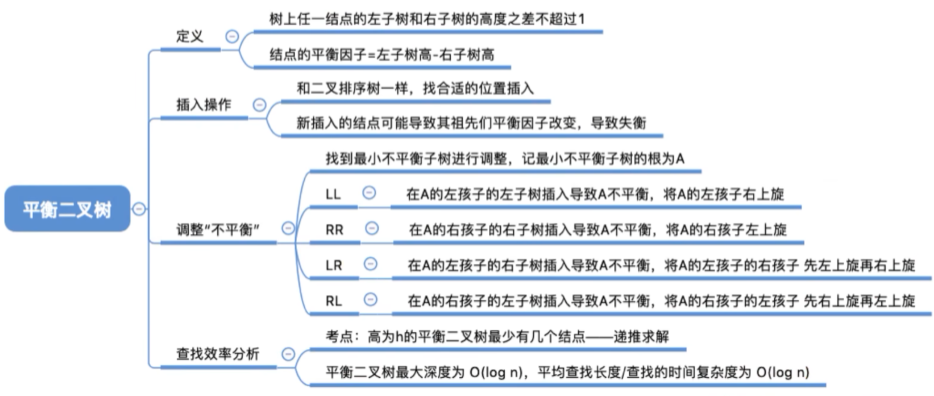 平衡二叉树
定义
树上任一结点的左子树和右子树的高度之差不超过1
结点的平衡因子=左子树高-右子树高
插入操作
和二叉排序树一样，找合适的位置插入
新插入的结点可能导致其祖先们平衡因子改变，导致失衡
调整“不平衡”
找到最小不平衡子树进行调整，记最小不平衡子树的根为A
LL 在A的左孩子的左子树插入导致A不平衡，将A的左孩子右上旋
RR 在A的右孩子的右子树插入导致A不平衡，将A的右孩子左上旋
LR 在A的左孩子的右子树插入导致A不平衡，将A的左孩子的右孩子 先左上旋再右上旋
RL 在A的右孩子的左子树插入导致A不平衡，将A的右孩子的左孩子 先右上旋再左上旋
查找效率分析
考点：高为h的平衡二叉树最少有几个结点——递推求解
平衡二叉树最大深度为 O(log n)，平均查找长度/查找的时间复杂度为 O(log n)